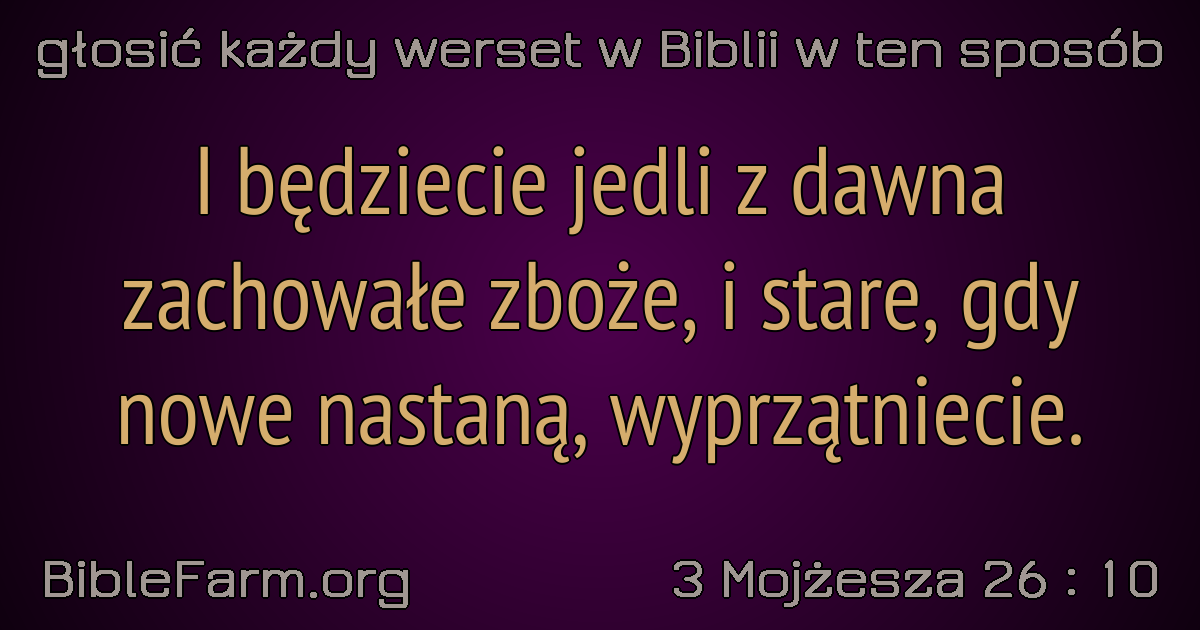 głosić każdy werset w Biblii w ten sposób
I będziecie jedli z dawna
zachowałe zboże, i stare, gdy
nowe nastaną, wyprzątniecie.
BibleFarm.org
3 Mojżesza 26 : 10